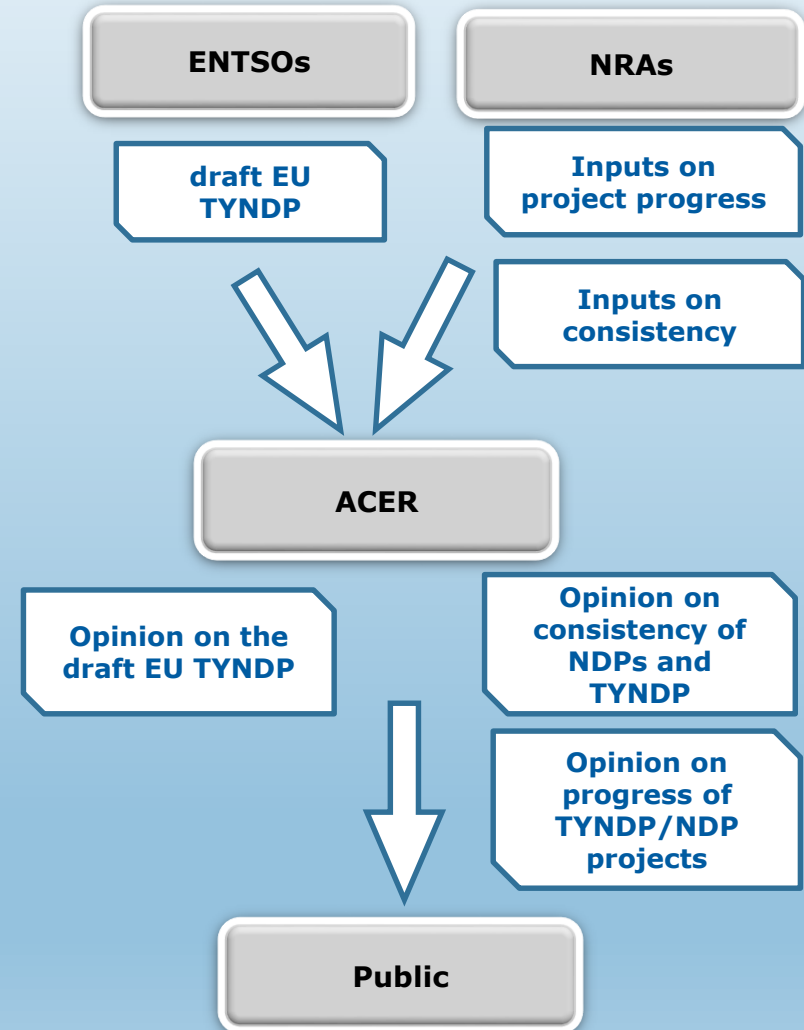 ENTSOs
NRAs
draft EU
TYNDP
Inputs on
project progress
Inputs on
consistency
ACER
Opinion on the
draft EU TYNDP
Opinion on
consistency of
NDPs and
TYNDP
Opinion on
progress of
TYNDP/NDP
projects
Public